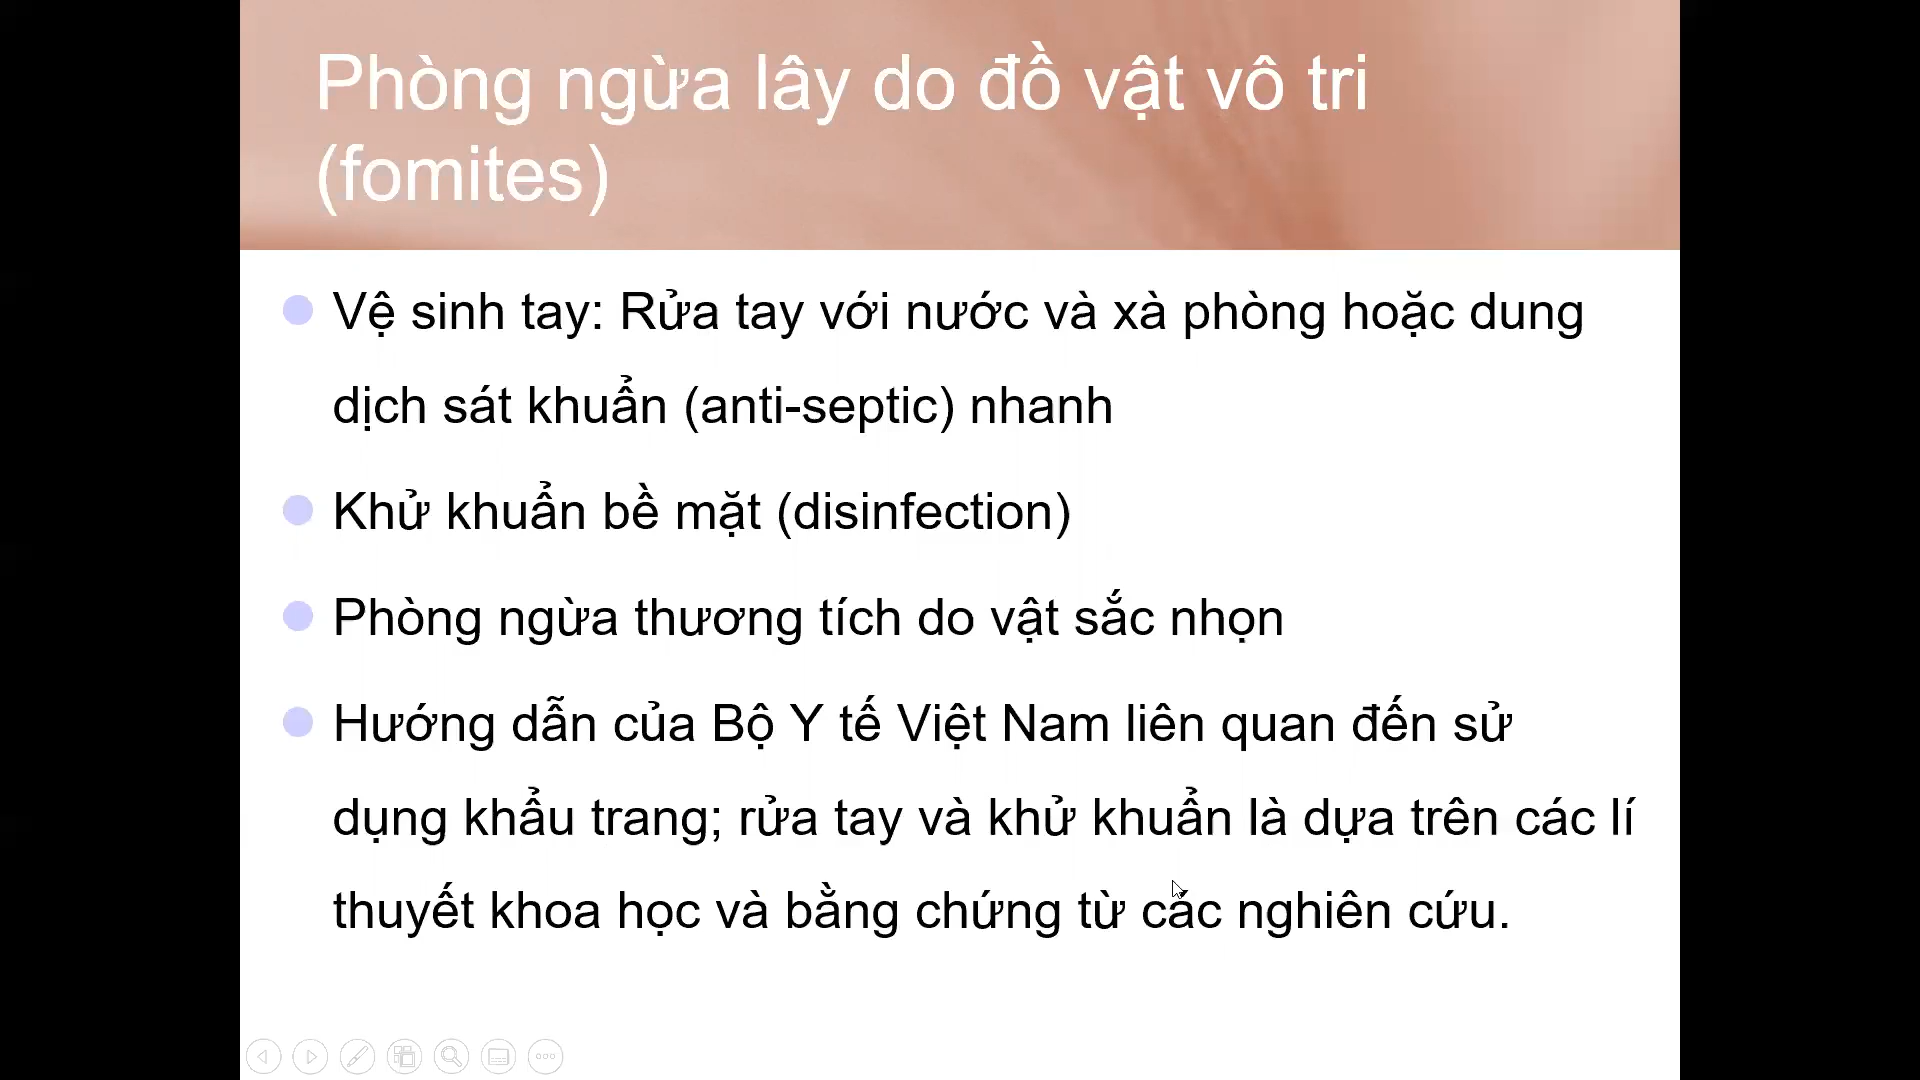 Phòng ngừa lây do đồ vật vô tri
(fomites)
Vệ sinh tay: Rửa tay với nước và xà phòng hoặc dung
dịch sát khuẩn (anti-septic) nhanh
Khử khuẩn bề mặt (disinfection)
Phòng ngừa thương tích do vật sắc nhọn
Hướng dẫn của Bộ Y tế Việt Nam liên quan đến sử
dụng khẩu trang; rửa tay và khử khuẩn là dựa trên các lí
thuyết khoa học và bằng chứng từ các nghiên cứu.